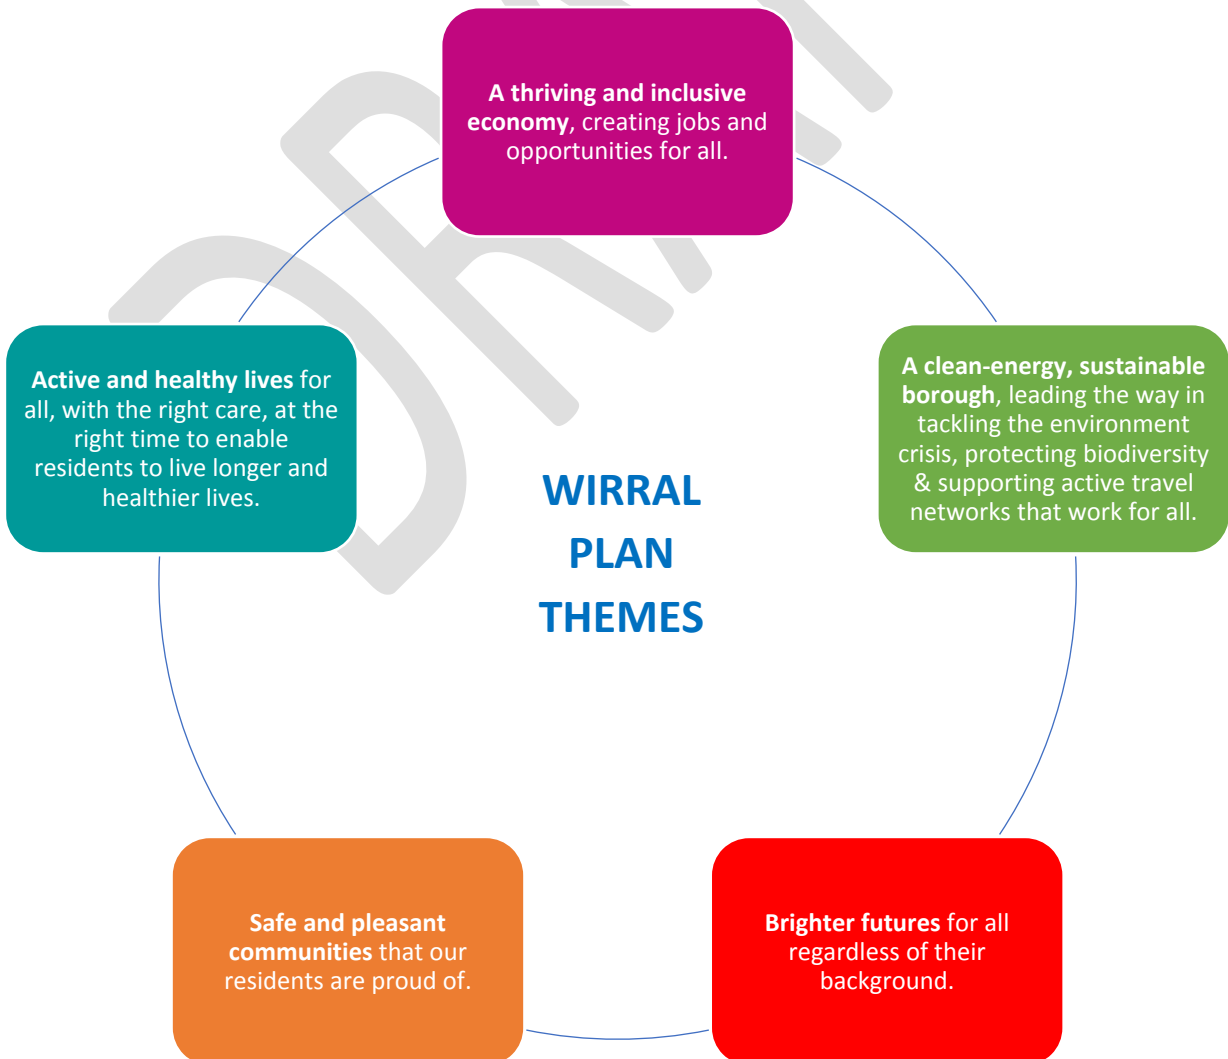 A thriving and inclusive
economy, creating jobs and
opportunities for all.
A clean-energy, sustainable
borough, leading the way in
tackling the environment
crisis, protecting biodiversity
& supporting active travel
networks that work for all.
Brighter futures for all
regardless of their
background.
Safe and pleasant
communities that our
residents are proud of.
Active and healthy lives for
all, with the right care, at the
right time to enable
residents to live longer and
healthier lives.
WIRRAL
PLAN
THEMES